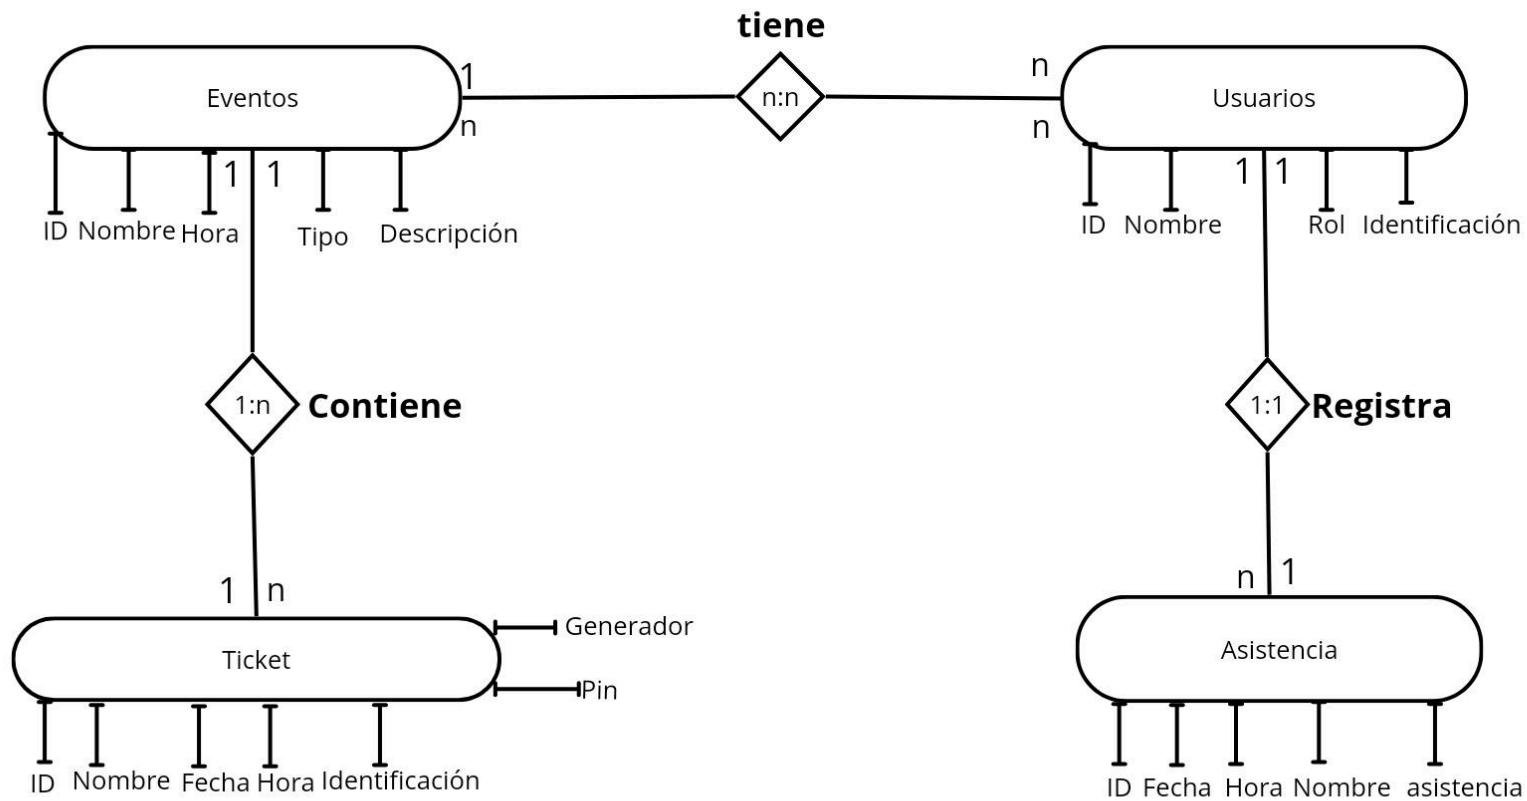 tiene
Eventos
1
n:n
n
Usuarios
n
n
1 1
1 1
ID Nombre Hora Tipo Descripción
ID Nombre Rol Identificación
1:n Contiene
1:1 Registra
1 n
n 1
Ticket
Generador
Pin
Asistencia
ID Nombre Fecha Hora Identificación
ID Fecha Hora Nombre asistencia